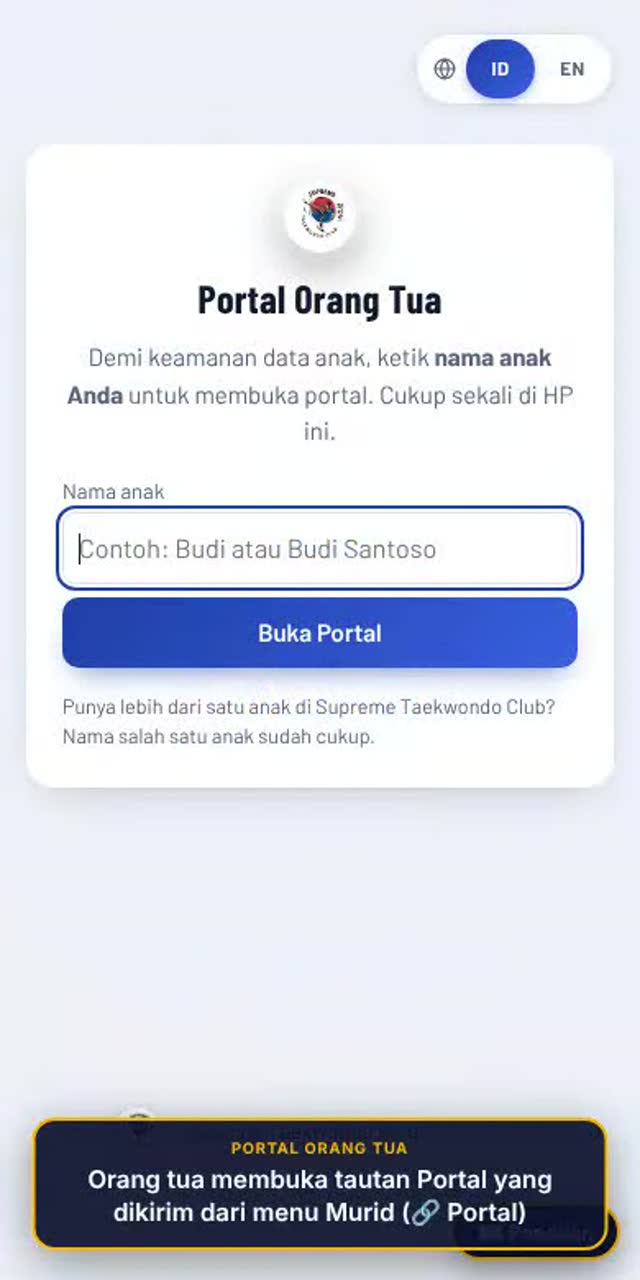 ID
EN
Portal Orang Tua
Demi keamanan data anak, ketik nama anak
Anda untuk membuka portal. Cukup sekali di HP
ini.
Nama anak
Contoh: Budi atau Budi Santoso
Buka Portal
Punya lebih dari satu anak di Supreme Taekwondo Club?
Nama salah satu anak sudah cukup.
PORTAL ORANG TUA
Orang tua membuka tautan Portal yang
dikirim dari menu Murid (🔗 Portal)